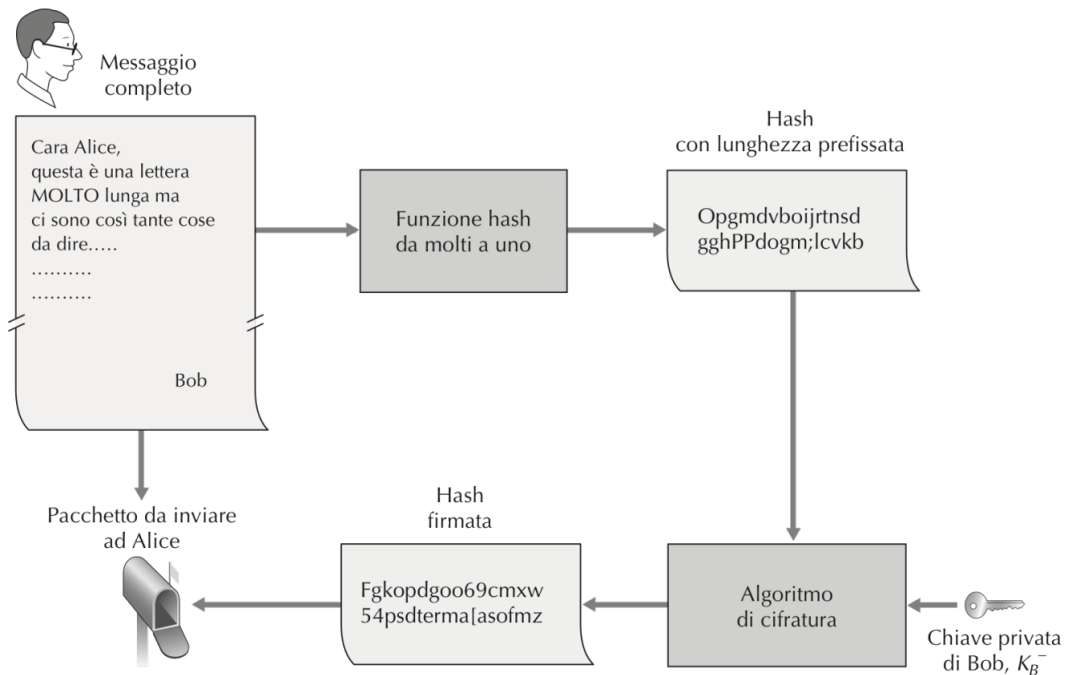 Messaggio
completo
Cara Alice,
questa è una lettera
MOLTO lunga ma
ci sono così tante cose
da dire.....
..........
..........
Bob
Funzione hash
da molti a uno
Hash
con lunghezza prefissata
Opgmdvboijrtnsd
gghPPdogm;lcvkb
Pacchetto da inviare
ad Alice
Hash
firmata
Fgkopdgoo69cmxw
54psdterma[asofmz
Algoritmo
di cifratura
Chiave privata
di Bob, K_B^−